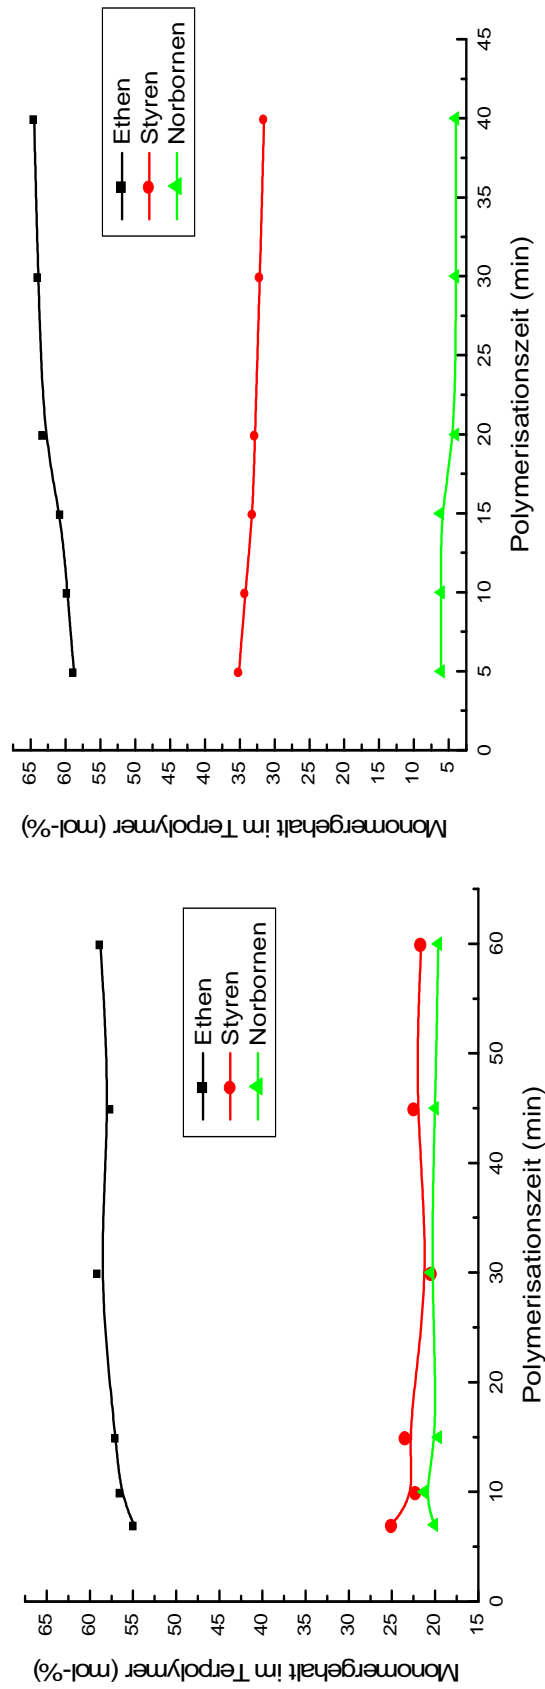 Monomergehalt im Terpolymer (mol-%)
65
60
55
50
45
40
35
30
25
20
15
0 10 20 30 40 50 60
Polymerisationszeit (min)
Ethen
Styren
Norbornen
Monomergehalt im Terpolymer (mol-%)
65
60
55
50
45
40
35
30
25
20
15
10
5
0 5 10 15 20 25 30 35 40 45
Polymerisationszeit (min)
Ethen
Styren
Norbornen